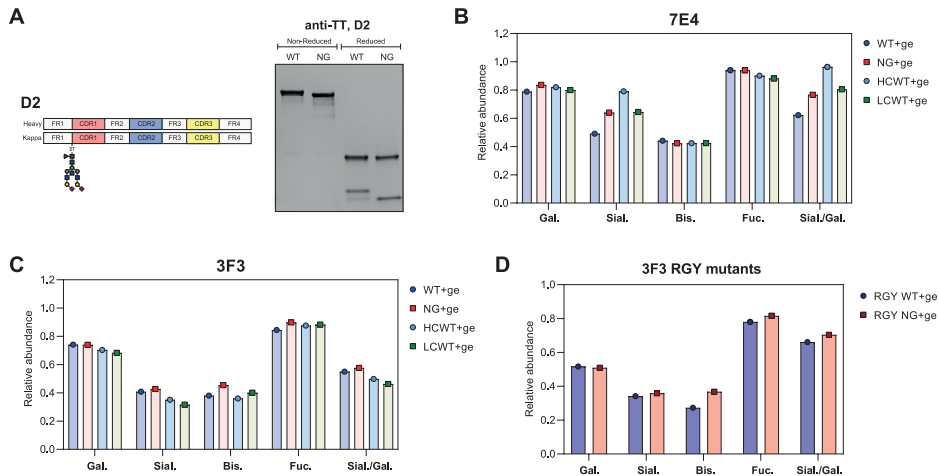 A
anti-TT, D2
Non-Reduced Reduced
WT NG WT NG
D2
Heavy FR1 CDR1 FR2 CDR2 FR3 CDR3 FR4
Kappa FR1 CDR1 FR2 CDR2 FR3 CDR3 FR4
27
B
7E4
Relative abundance
1.2
1.0
0.8
0.6
0.4
0.2
0.0
Gal. Sial. Bis. Fuc. Sial./Gal.
WT+ge
NG+ge
HCWT+ge
LCWT+ge
C
3F3
Relative abundance
1.2
1.0
0.8
0.6
0.4
0.2
0.0
Gal. Sial. Bis. Fuc. Sial./Gal.
WT+ge
NG+ge
HCWT+ge
LCWT+ge
D
3F3 RGY mutants
Relative abundance
1.0
0.8
0.6
0.4
0.2
0.0
Gal. Sial. Bis. Fuc. Sial./Gal.
RGY WT+ge
RGY NG+ge